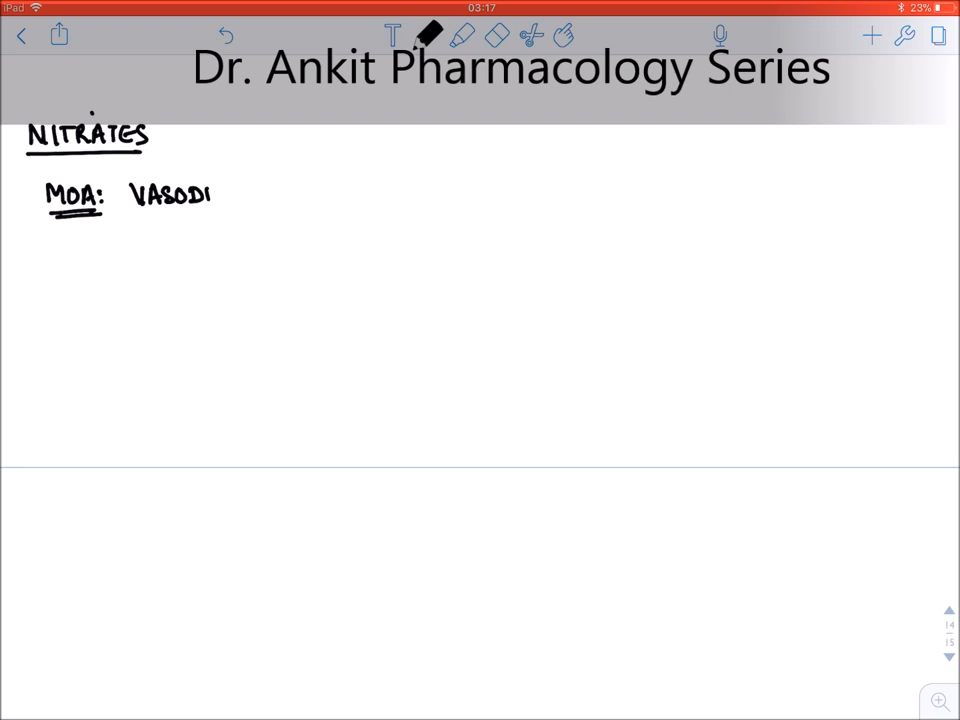 iPad 03:17 23%
T
Dr. Ankit Pharmacology Series
NITRATES
MOA: VASODI
14
15